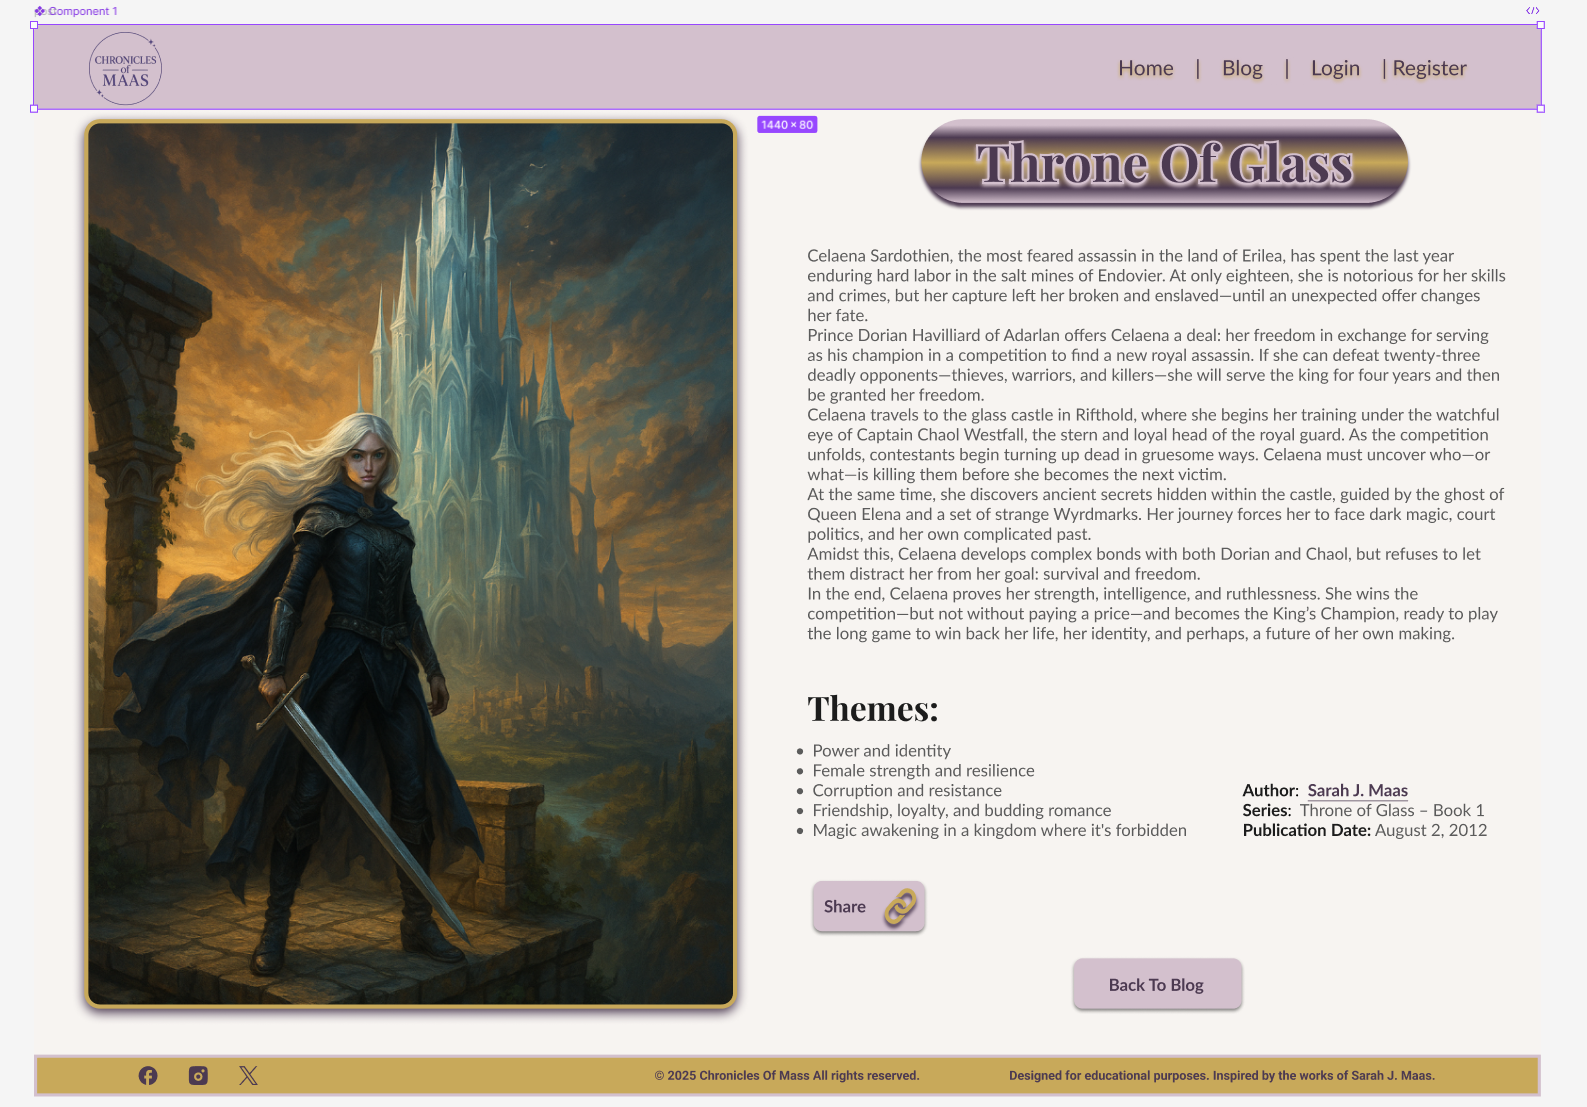 Component 1
CHRONICLES
of
MAAS
Home | Blog | Login | Register
1440 × 80
Throne Of Glass
Celaena Sardothien, the most feared assassin in the land of Erilea, has spent the last year
enduring hard labor in the salt mines of Endovier. At only eighteen, she is notorious for her skills
and crimes, but her capture left her broken and enslaved—until an unexpected offer changes
her fate.
Prince Dorian Havilliard of Adarlan offers Celaena a deal: her freedom in exchange for serving
as his champion in a competition to find a new royal assassin. If she can defeat twenty-three
deadly opponents—thieves, warriors, and killers—she will serve the king for four years and then
be granted her freedom.
Celaena travels to the glass castle in Rifthold, where she begins her training under the watchful
eye of Captain Chaol Westfall, the stern and loyal head of the royal guard. As the competition
unfolds, contestants begin turning up dead in gruesome ways. Celaena must uncover who—or
what—is killing them before she becomes the next victim.
At the same time, she discovers ancient secrets hidden within the castle, guided by the ghost of
Queen Elena and a set of strange Wyrdmarks. Her journey forces her to face dark magic, court
politics, and her own complicated past.
Amidst this, Celaena develops complex bonds with both Dorian and Chaol, but refuses to let
them distract her from her goal: survival and freedom.
In the end, Celaena proves her strength, intelligence, and ruthlessness. She wins the
competition—but not without paying a price—and becomes the King's Champion, ready to play
the long game to win back her life, her identity, and perhaps, a future of her own making.
Themes:
• Power and identity
• Female strength and resilience
• Corruption and resistance
• Friendship, loyalty, and budding romance
• Magic awakening in a kingdom where it's forbidden
Author: Sarah J. Maas
Series: Throne of Glass – Book 1
Publication Date: August 2, 2012
Share
Back To Blog
© 2025 Chronicles Of Mass All rights reserved.
Designed for educational purposes. Inspired by the works of Sarah J. Maas.